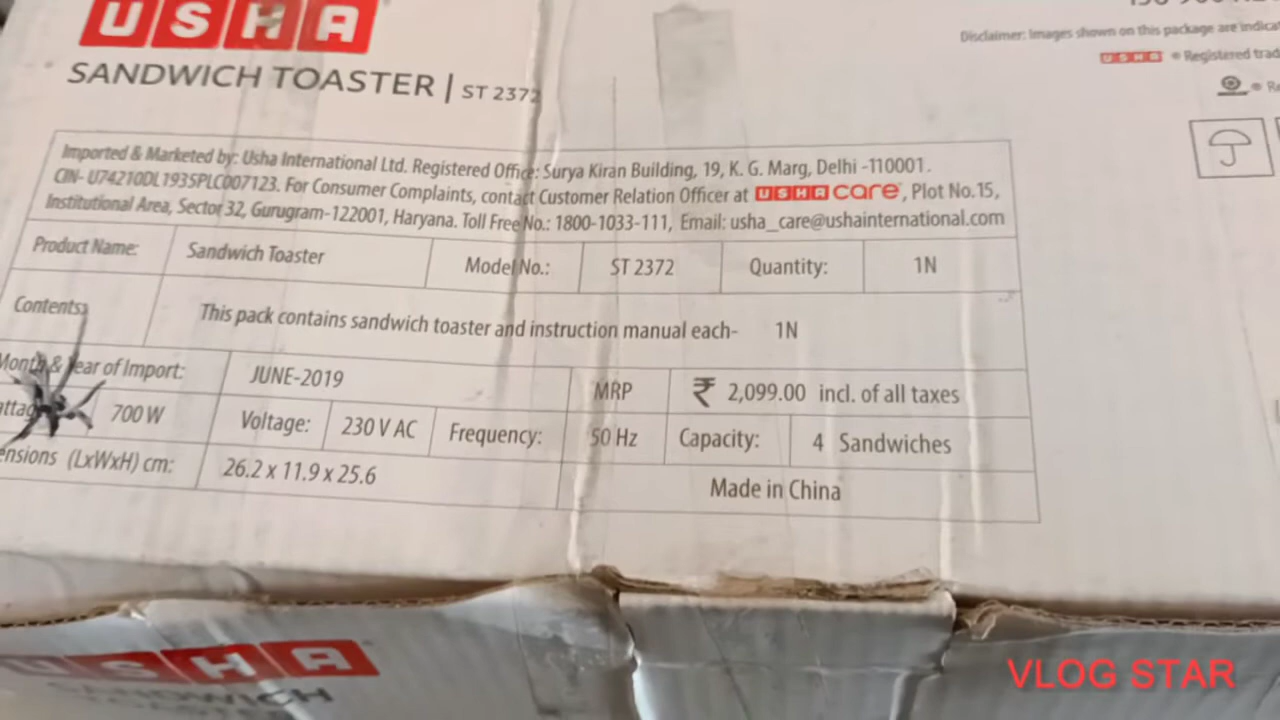 USHA
SANDWICH TOASTER | ST 2372
Disclaimer: Images shown on this package are
USHA ® Registered
®
Imported & Marketed by: Usha International Ltd. Registered Office: Surya Kiran Building, 19, K. G. Marg, Delhi -110001.
CIN- U74210DL1935PLC007123. For Consumer Complaints, contact Customer Relation Officer at USHA care, Plot No.15,
Institutional Area, Sector 32, Gurugram-122001, Haryana. Toll Free No.: 1800-1033-111, Email: usha_care@ushainternational.com
Product Name: Sandwich Toaster Model No.: ST 2372 Quantity: 1N
Contents: This pack contains sandwich toaster and instruction manual each- 1N
Month & Year of Import: JUNE-2019 MRP ₹ 2,099.00 incl. of all taxes
700 W Voltage: 230 V AC Frequency: 50 Hz Capacity: 4 Sandwiches
(LxWxH) cm: 26.2 x 11.9 x 25.6 Made in China
USHA
SANDWICH
TOASTER
VLOG STAR